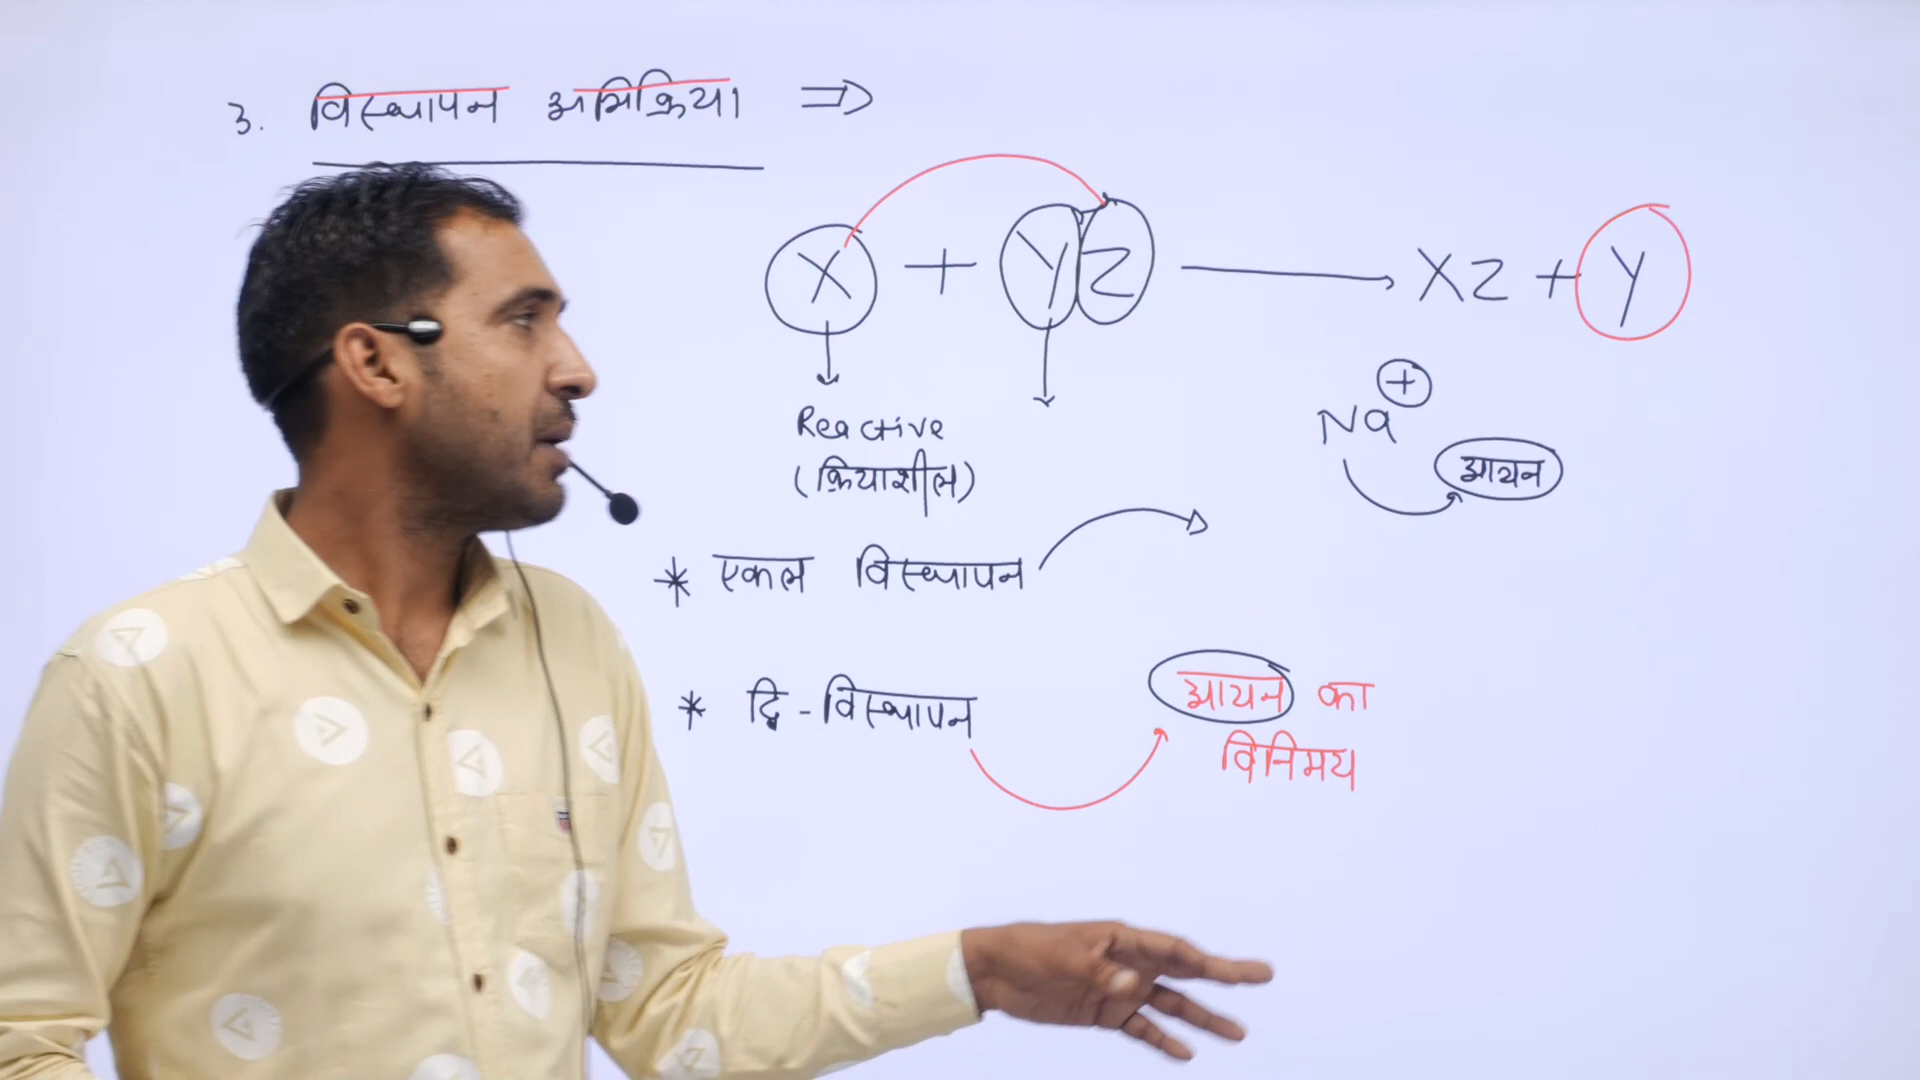 3. विस्थापन अभिक्रिया ⇒
X + YZ → XZ + Y
Reactive
(क्रियाशील)
Na⁺
आयन
* एकल विस्थापन
* द्वि-विस्थापन
आयन का
विनिमय